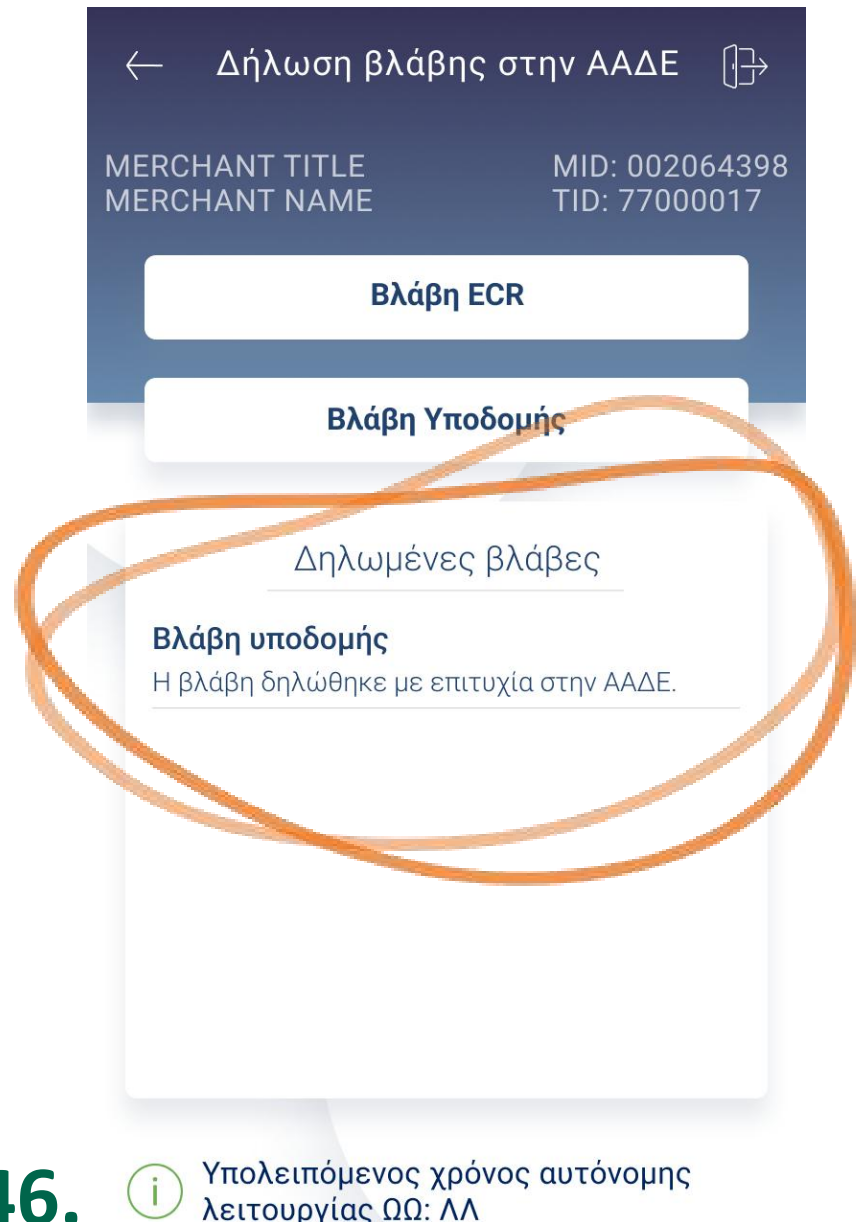 Δήλωση βλάβης στην ΑΑΔΕ
MERCHANT TITLE MID: 002064398
MERCHANT NAME TID: 77000017
Βλάβη ECR
Βλάβη Υποδομής
Δηλωμένες βλάβες
Βλάβη υποδομής
Η βλάβη δηλώθηκε με επιτυχία στην ΑΑΔΕ.
46.
Υπολειπόμενος χρόνος αυτόνομης
λειτουργίας ΩΩ: ΛΛ